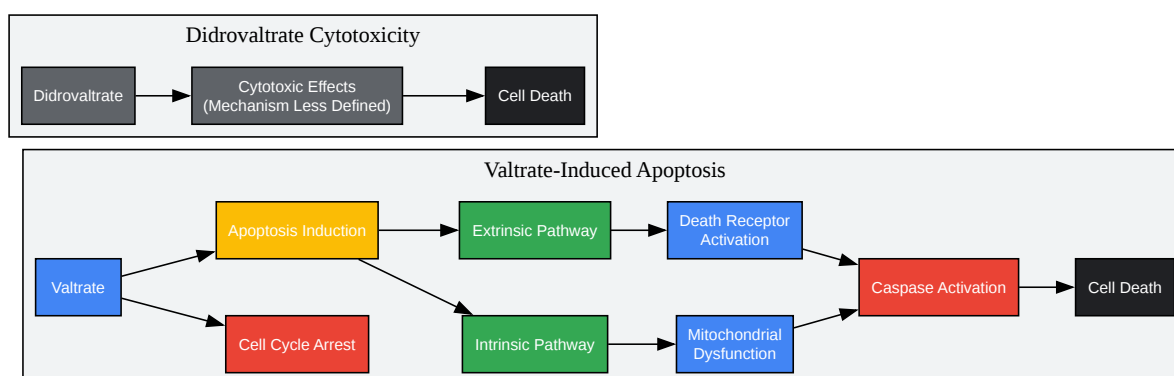 Didrovaltrate Cytotoxicity
Didrovaltrate
Cytotoxic Effects
(Mechanism Less Defined)
Cell Death
Valtrate-Induced Apoptosis
Valtrate
Apoptosis Induction
Cell Cycle Arrest
Extrinsic Pathway
Intrinsic Pathway
Death Receptor
Activation
Mitochondrial
Dysfunction
Caspase Activation
Cell Death